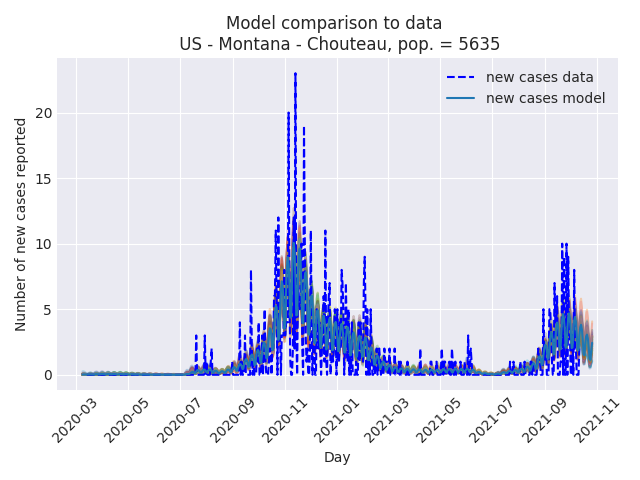 Model comparison to data
US - Montana - Chouteau, pop. = 5635
new cases data
new cases model
Number of new cases reported
20
15
10
5
0
2020-03
2020-05
2020-07
2020-09
2020-11
2021-01
2021-03
2021-05
2021-07
2021-09
2021-11
Day